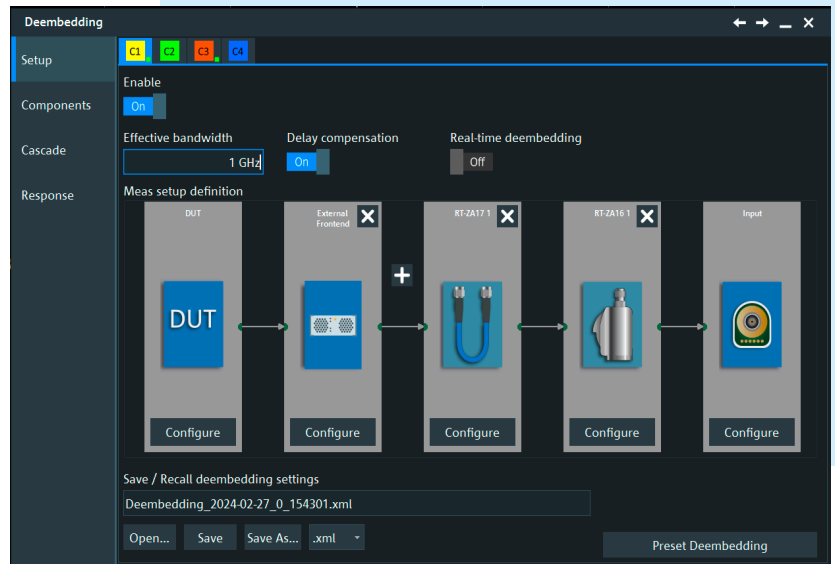 Deembedding
Setup
Components
Cascade
Response
C1 C2 C3 C4
Enable
On
Effective bandwidth Delay compensation Real-time deembedding
1 GHz On Off
Meas setup definition
DUT
External
Frontend
RT-ZA17 1
RT-ZA16 1
Input
DUT
Configure Configure Configure Configure Configure
Save / Recall deembedding settings
Deembedding_2024-02-27_0_154301.xml
Open... Save Save As... .xml
Preset Deembedding